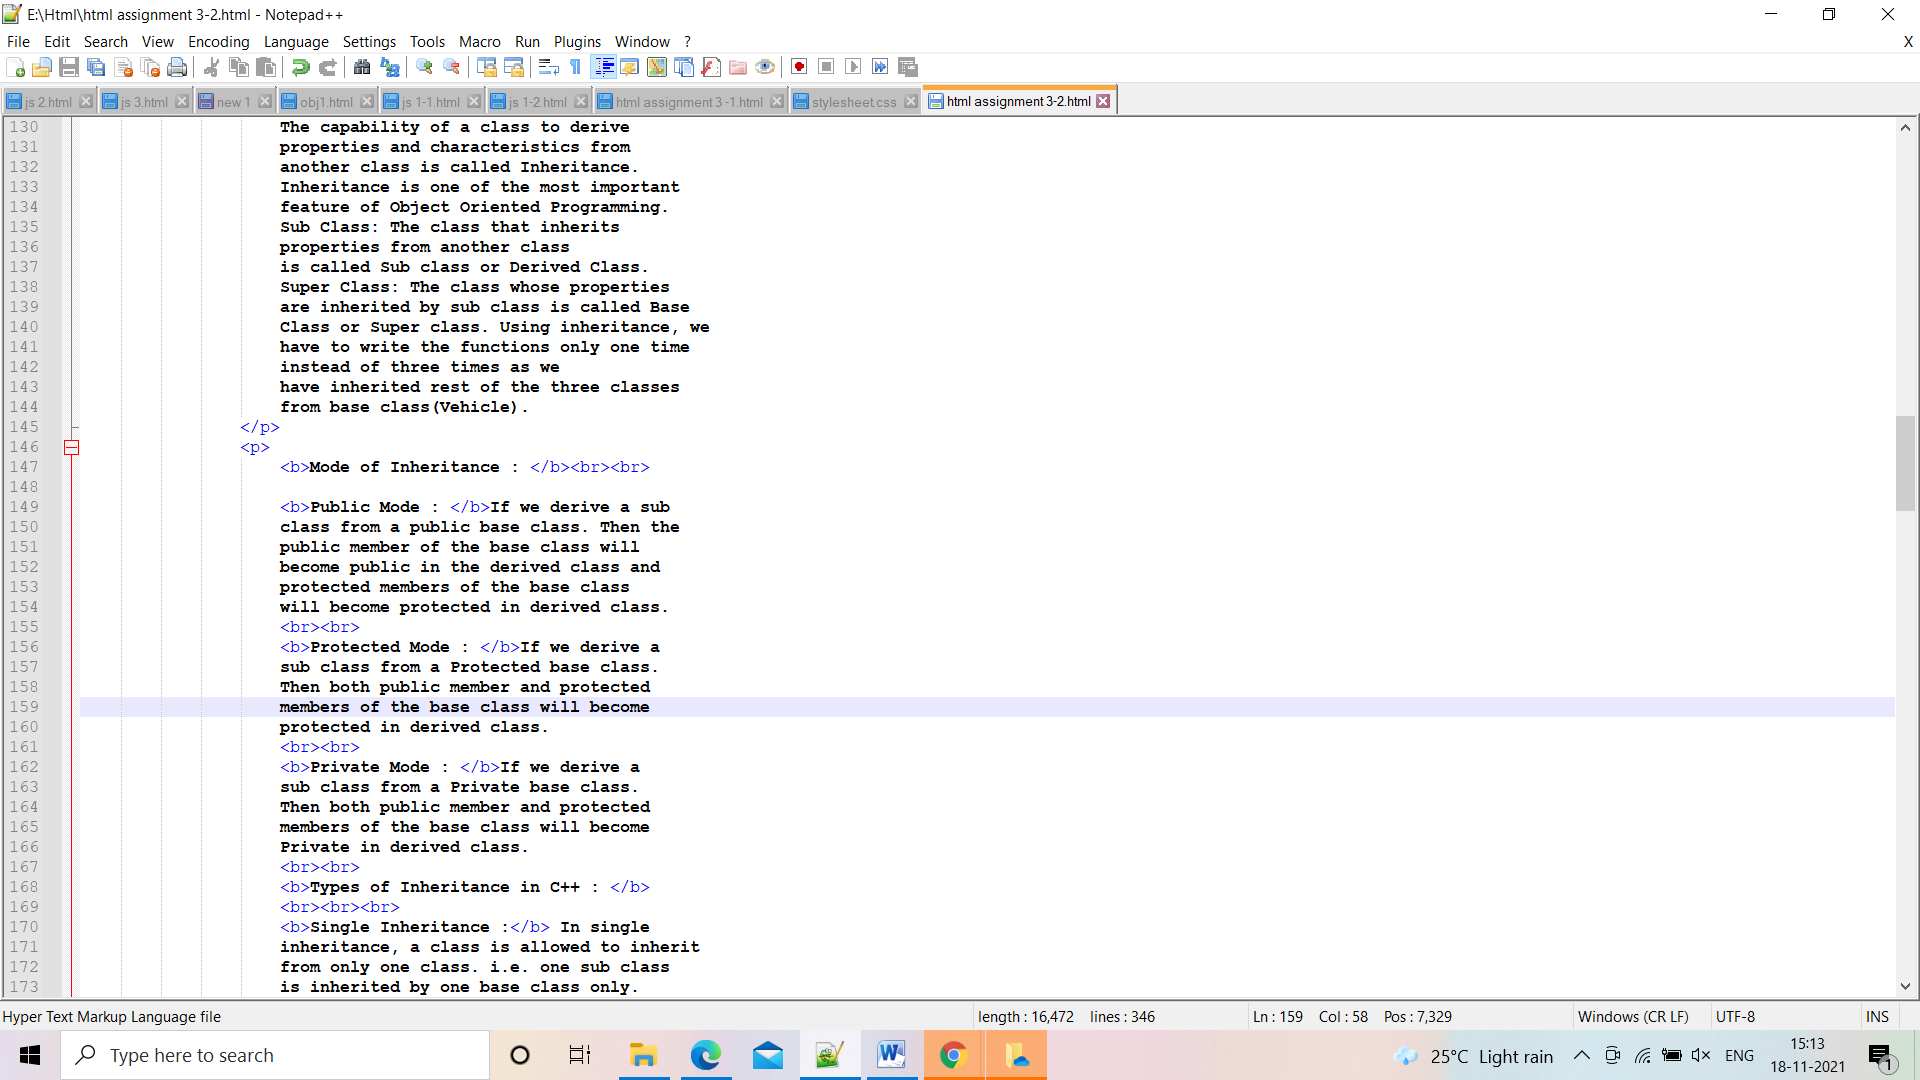 E:\Html\html assignment 3-2.html - Notepad++
File Edit Search View Encoding Language Settings Tools Macro Run Plugins Window ? X
js 2.html js 3.html new 1 obj1.html js 1-1.html js 1-2.html html assignment 3 -1.html stylesheet.css html assignment 3-2.html
130 The capability of a class to derive
131 properties and characteristics from
132 another class is called Inheritance.
133 Inheritance is one of the most important
134 feature of Object Oriented Programming.
135 Sub Class: The class that inherits
136 properties from another class
137 is called Sub class or Derived Class.
138 Super Class: The class whose properties
139 are inherited by sub class is called Base
140 Class or Super class. Using inheritance, we
141 have to write the functions only one time
142 instead of three times as we
143 have inherited rest of the three classes
144 from base class(Vehicle).
145 </p>
146 <p>
147 <b>Mode of Inheritance : </b><br><br>
148
149 <b>Public Mode : </b>If we derive a sub
150 class from a public base class. Then the
151 public member of the base class will
152 become public in the derived class and
153 protected members of the base class
154 will become protected in derived class.
155 <br><br>
156 <b>Protected Mode : </b>If we derive a
157 sub class from a Protected base class.
158 Then both public member and protected
159 members of the base class will become
160 protected in derived class.
161 <br><br>
162 <b>Private Mode : </b>If we derive a
163 sub class from a Private base class.
164 Then both public member and protected
165 members of the base class will become
166 Private in derived class.
167 <br><br>
168 <b>Types of Inheritance in C++ : </b>
169 <br><br><br>
170 <b>Single Inheritance :</b> In single
171 inheritance, a class is allowed to inherit
172 from only one class. i.e. one sub class
173 is inherited by one base class only.
Hyper Text Markup Language file length : 16,472 lines : 346 Ln : 159 Col : 58 Pos : 7,329 Windows (CR LF) UTF-8 INS
Type here to search 25°C Light rain ENG 15:13
18-11-2021 1